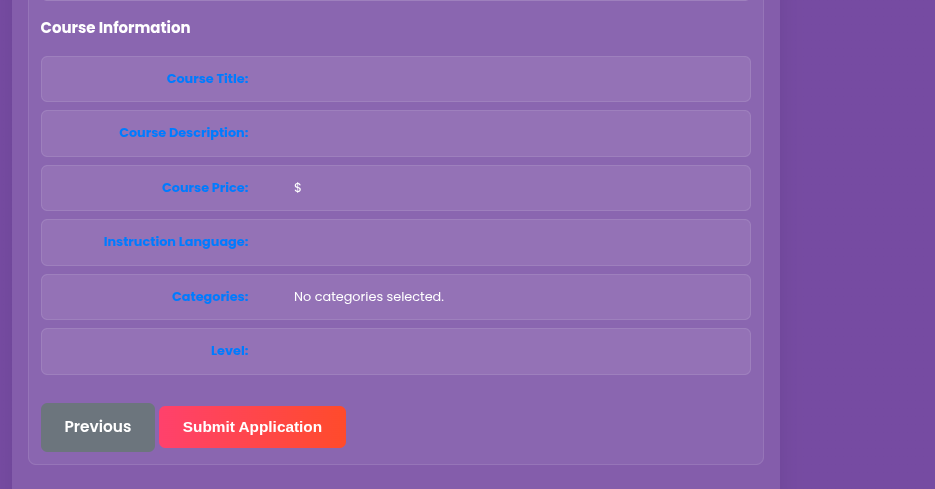 Course Information
Course Title:
Course Description:
Course Price: $
Instruction Language:
Categories: No categories selected.
Level:
Previous Submit Application